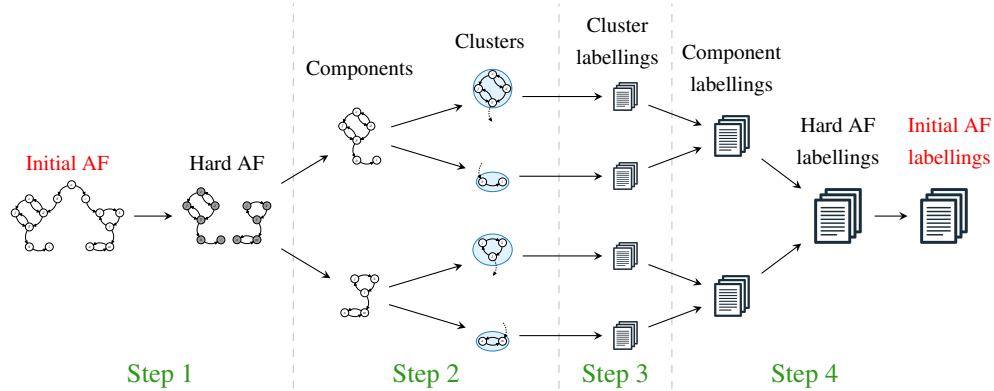 Initial AF
Hard AF
Components
Clusters
Cluster
labellings
Component
labellings
Hard AF
labellings
Initial AF
labellings
Step 1
Step 2
Step 3
Step 4